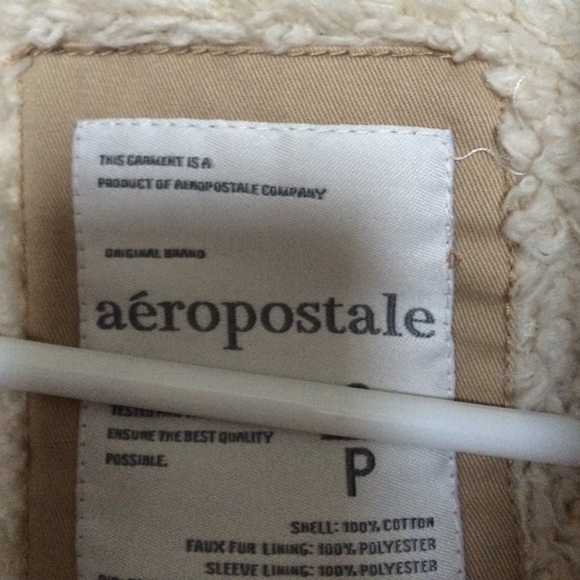 THIS GARMENT IS A
PRODUCT OF AEROPOSTALE COMPANY
ORIGINAL BRAND
aéropostale
TESTED
ENSURE THE BEST QUALITY
POSSIBLE.
P
SHELL: 100% COTTON
FAUX FUR LINING: 100% POLYESTER
SLEEVE LINING: 100% POLYESTER